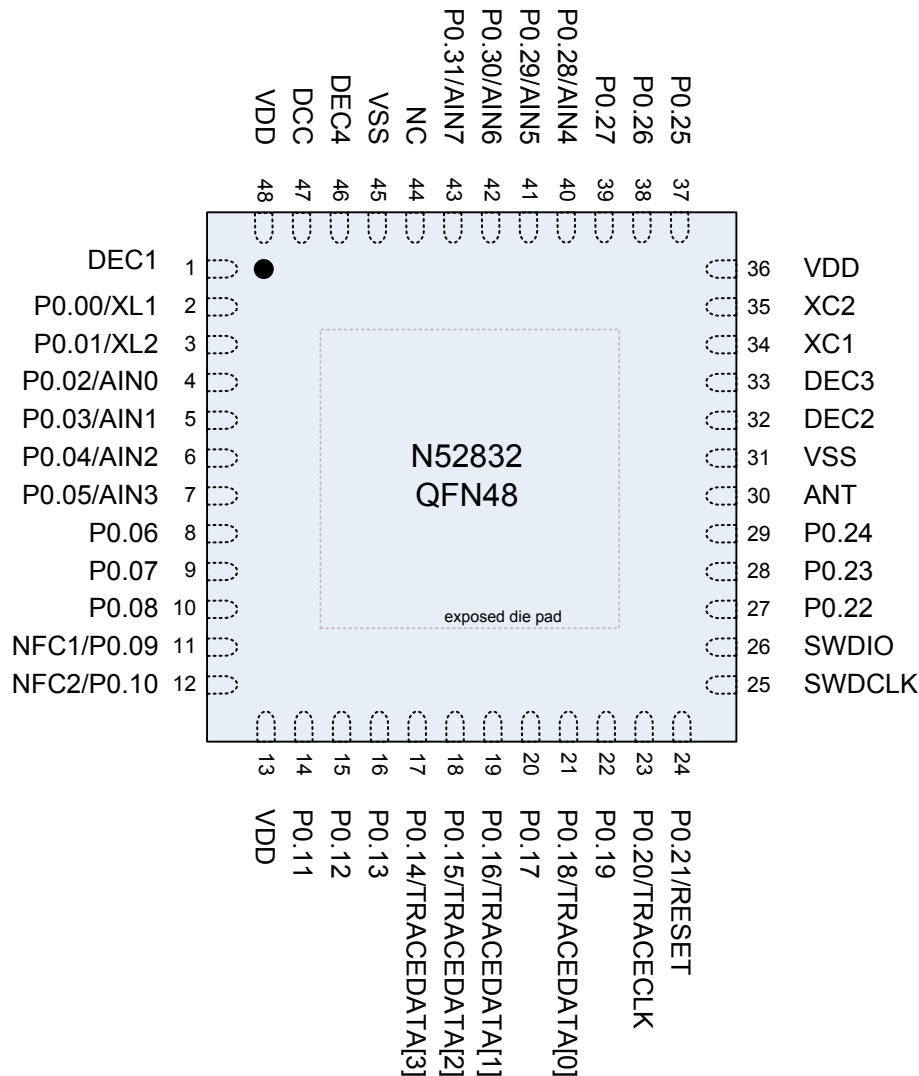 VDD
DCC
DEC4
VSS
NC
P0.31/AIN7
P0.30/AIN6
P0.29/AIN5
P0.28/AIN4
P0.27
P0.26
P0.25
48
47
46
45
44
43
42
41
40
39
38
37
DEC1 1
P0.00/XL1 2
P0.01/XL2 3
P0.02/AIN0 4
P0.03/AIN1 5
P0.04/AIN2 6
P0.05/AIN3 7
P0.06 8
P0.07 9
P0.08 10
NFC1/P0.09 11
NFC2/P0.10 12
N52832
QFN48
exposed die pad
36 VDD
35 XC2
34 XC1
33 DEC3
32 DEC2
31 VSS
30 ANT
29 P0.24
28 P0.23
27 P0.22
26 SWDIO
25 SWDCLK
13
14
15
16
17
18
19
20
21
22
23
24
VDD
P0.11
P0.12
P0.13
P0.14/TRACEDATA[3]
P0.15/TRACEDATA[2]
P0.16/TRACEDATA[1]
P0.17
P0.18/TRACEDATA[0]
P0.19
P0.20/TRACECLK
P0.21/RESET